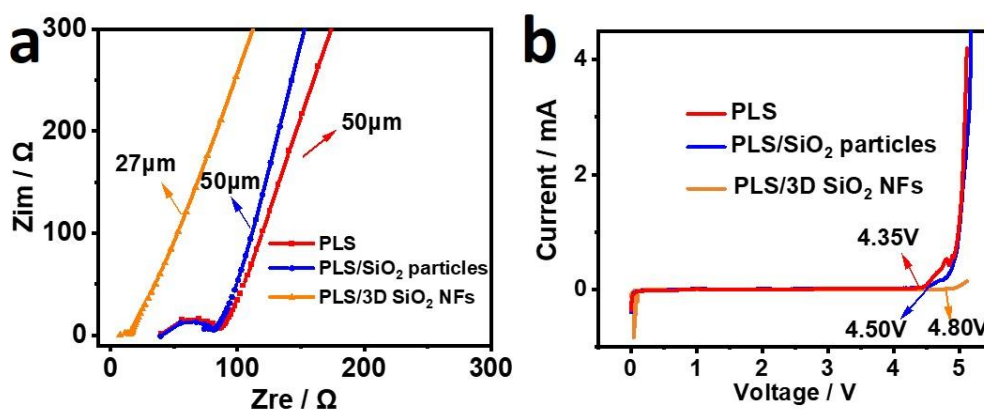 a
300
200
100
0
Zim / Ω
27μm
50μm
50μm
PLS
PLS/SiO₂ particles
PLS/3D SiO₂ NFs
0
100
200
300
Zre / Ω
b
4
2
0
Current / mA
PLS
PLS/SiO₂ particles
PLS/3D SiO₂ NFs
4.35V
4.50V
4.80V
0
1
2
3
4
5
Voltage / V